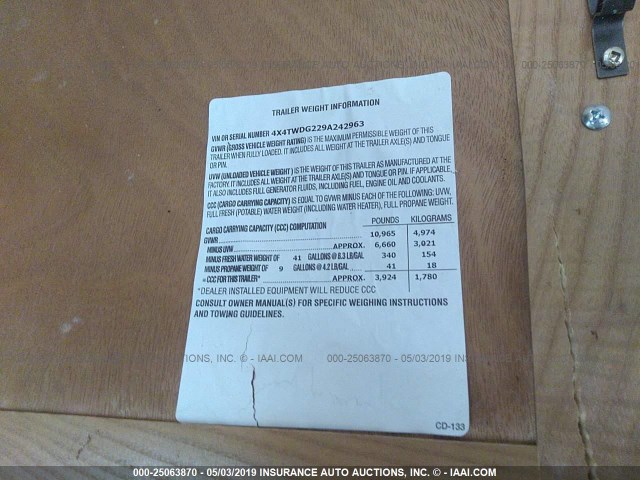 TRAILER WEIGHT INFORMATION
VIN OR SERIAL NUMBER 4X4TWDG229A242963
GVWR (GROSS VEHICLE WEIGHT RATING) IS THE MAXIMUM PERMISSIBLE WEIGHT OF THIS
TRAILER WHEN FULLY LOADED. IT INCLUDES ALL WEIGHT AT THE TRAILER AXLE(S) AND TONGUE
OR PIN.
UVW (UNLOADED VEHICLE WEIGHT) IS THE WEIGHT OF THIS TRAILER AS MANUFACTURED AT THE
FACTORY. IT INCLUDES ALL WEIGHT AT THE TRAILER AXLE(S) AND TONGUE OR PIN. IF APPLICABLE,
IT ALSO INCLUDES FULL GENERATOR FLUIDS, INCLUDING FUEL, ENGINE OIL AND COOLANTS.
CCC (CARGO CARRYING CAPACITY) IS EQUAL TO GVWR MINUS EACH OF THE FOLLOWING: UVW,
FULL FRESH (POTABLE) WATER WEIGHT (INCLUDING WATER HEATER), FULL PROPANE WEIGHT.
CARGO CARRYING CAPACITY (CCC) COMPUTATION POUNDS KILOGRAMS
GVWR 10,965 4,974
MINUS UVW APPROX. 6,660 3,021
MINUS FRESH WATER WEIGHT OF 41 GALLONS @ 8.3 LB/GAL 340 154
MINUS PROPANE WEIGHT OF 9 GALLONS @ 4.2 LB/GAL 41 18
= CCC FOR THIS TRAILER* APPROX. 3,924 1,780
*DEALER INSTALLED EQUIPMENT WILL REDUCE CCC
CONSULT OWNER MANUAL(S) FOR SPECIFIC WEIGHING INSTRUCTIONS
AND TOWING GUIDELINES.
CD-133
000-25063870 - 05/03/2019 INSURANCE AUTO AUCTIONS, INC. © - IAAI.COM